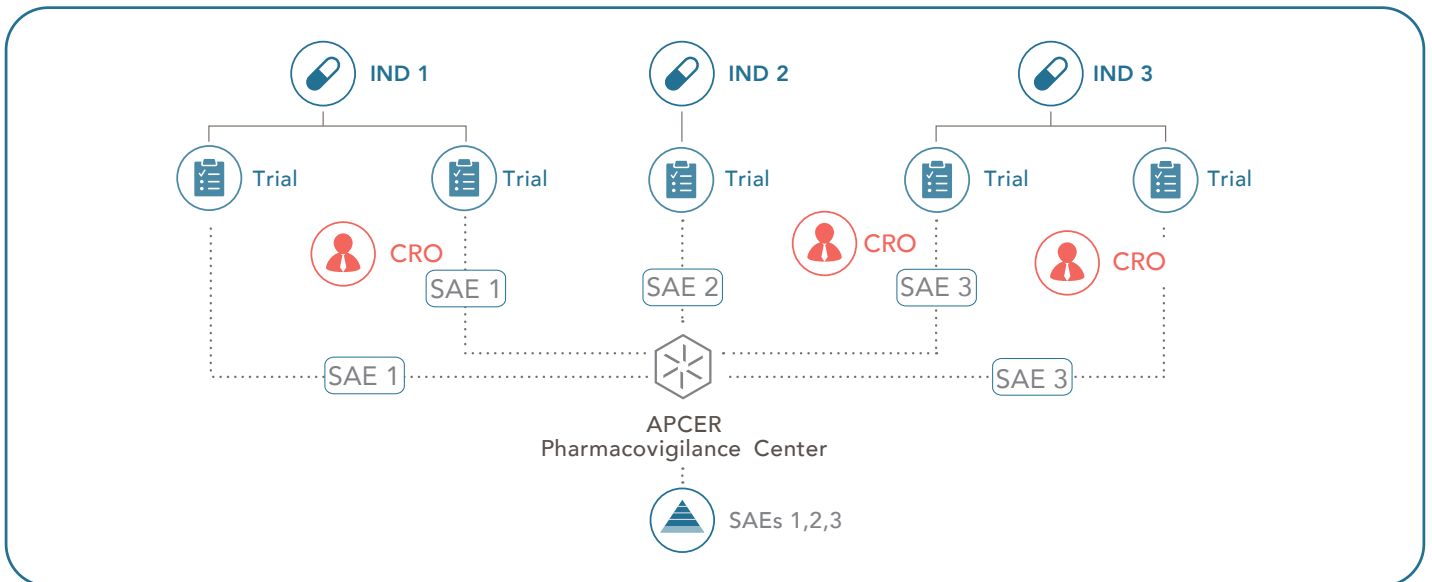 IND 1
IND 2
IND 3
Trial
Trial
Trial
Trial
Trial
CRO
CRO
CRO
SAE 1
SAE 2
SAE 3
SAE 1
SAE 3
APCER
Pharmacovigilance Center
SAEs 1,2,3